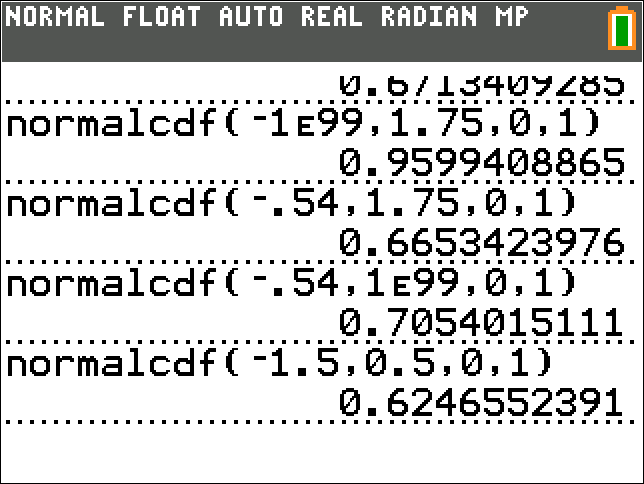 NORMAL FLOAT AUTO REAL RADIAN MP
0.6713409285
normalcdf(-1ᴇ99,1.75,0,1)
0.9599408865
normalcdf(-.54,1.75,0,1)
0.6653423976
normalcdf(-.54,1ᴇ99,0,1)
0.7054015111
normalcdf(-1.5,0.5,0,1)
0.6246552391